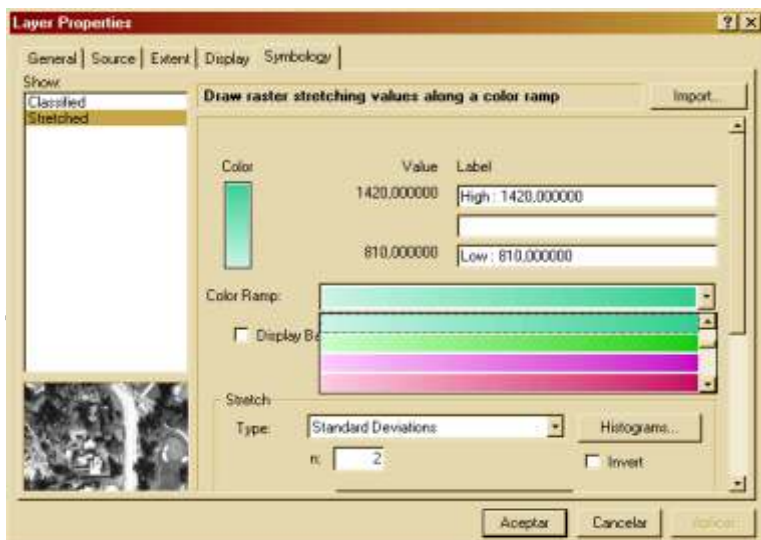 Layer Properties
General Source Extent Display Symbology
Show:
Classified
Stretched
Draw raster stretching values along a color ramp
Import...
Color Value Label
1420,000000 High : 1420,000000
810,000000 Low : 810,000000
Color Ramp:
Display Ba
Stretch
Type: Standard Deviations Histograms...
n: 2 Invert
Aceptar Cancelar Aplicar